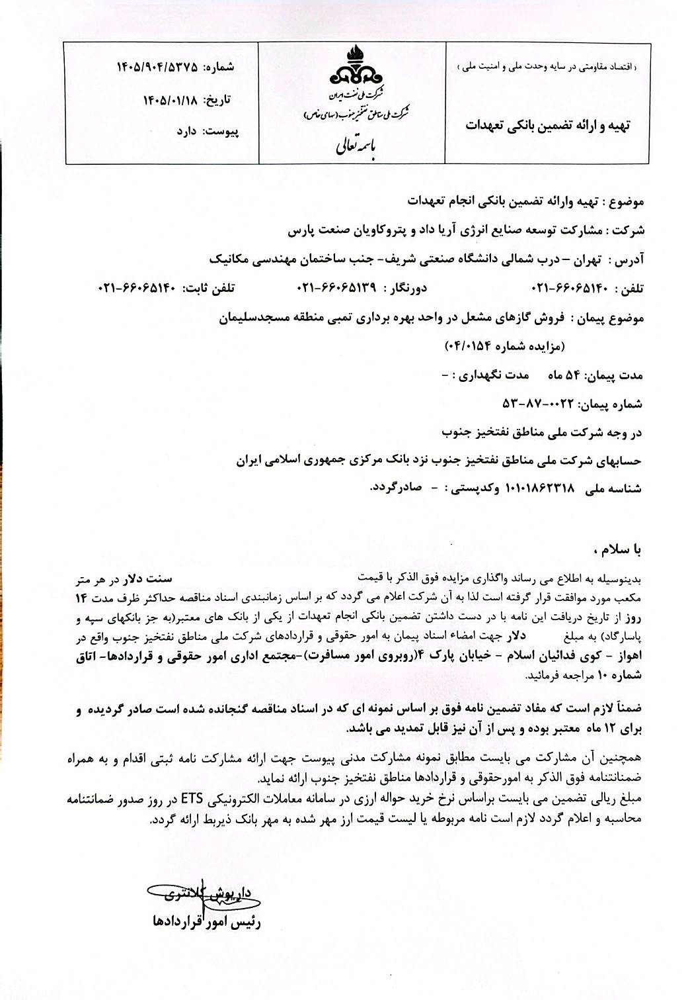 « اقتصاد مقاومتی در سایه وحدت ملی و امنیت ملی »
تهیه و ارائه تضمین بانکی تعهدات
شرکت ملی نفت ایران
شرکت ملی مناطق نفتخیز جنوب (سهامی خاص)
باسمه تعالی
شماره: ۱۴۰۵/۹۰۴/۵۳۷۵
تاریخ: ۱۴۰۵/۰۱/۱۸
پیوست: دارد
موضوع : تهیه وارائه تضمین بانکی انجام تعهدات
شرکت : مشارکت توسعه صنایع انرژی آریا داد و پتروکاویان صنعت پارس
آدرس : تهران – درب شمالی دانشگاه صنعتی شریف- جنب ساختمان مهندسی مکانیک
تلفن : ۰۲۱-۶۶۰۶۵۱۴۰ دورنگار : ۰۲۱-۶۶۰۶۵۱۳۹ تلفن ثابت: ۰۲۱-۶۶۰۶۵۱۴۰
موضوع پیمان : فروش گازهای مشعل در واحد بهره برداری تمبی منطقه مسجدسلیمان
(مزایده شماره ۰۴/۰۱۵۴)
مدت پیمان: ۵۴ ماه مدت نگهداری : -
شماره پیمان: ۰۰۲۲-۸۷-۵۳
در وجه شرکت ملی مناطق نفتخیز جنوب
حسابهای شرکت ملی مناطق نفتخیز جنوب نزد بانک مرکزی جمهوری اسلامی ایران
شناسه ملی ۱۰۱۰۱۸۶۲۳۱۸ وکدپستی : - صادرگردد.
با سلام ،
بدینوسیله به اطلاع می رساند واگذاری مزایده فوق الذکر با قیمت سنت دلار در هر متر
مکعب مورد موافقت قرار گرفته است لذا به آن شرکت اعلام می گردد که بر اساس زمانبندی اسناد مناقصه حداکثر ظرف مدت ۱۴
روز از تاریخ دریافت این نامه با در دست داشتن تضمین بانکی انجام تعهدات از یکی از بانک های معتبر(به جز بانکهای سپه و
پاسارگاد) به مبلغ دلار جهت امضاء اسناد پیمان به امور حقوقی و قراردادهای شرکت ملی مناطق نفتخیز جنوب واقع در
اهواز - کوی فدائیان اسلام - خیابان پارک ۴(روبروی امور مسافرت)-مجتمع اداری امور حقوقی و قراردادها- اتاق
شماره ۱۰ مراجعه فرمائید.
ضمناً لازم است که مفاد تضمین نامه فوق بر اساس نمونه ای که در اسناد مناقصه گنجانده شده است صادر گردیده و
برای ۱۲ ماه معتبر بوده و پس از آن نیز قابل تمدید می باشد.
همچنین آن مشارکت می بایست مطابق نمونه مشارکت مدنی پیوست جهت ارائه مشارکت نامه ثبتی اقدام و به همراه
ضمنانتنامه فوق الذکر به امورحقوقی و قراردادها مناطق نفتخیز جنوب ارائه نماید.
مبلغ ریالی تضمین می بایست براساس نرخ خرید حواله ارزی در سامانه معاملات الکترونیکی ETS در روز صدور ضمانتنامه
محاسبه و اعلام گردد لازم است نامه مربوطه یا لیست قیمت ارز مهر شده به مهر بانک ذیربط ارائه گردد.
داریوش کلانتری
رئیس امور قراردادها